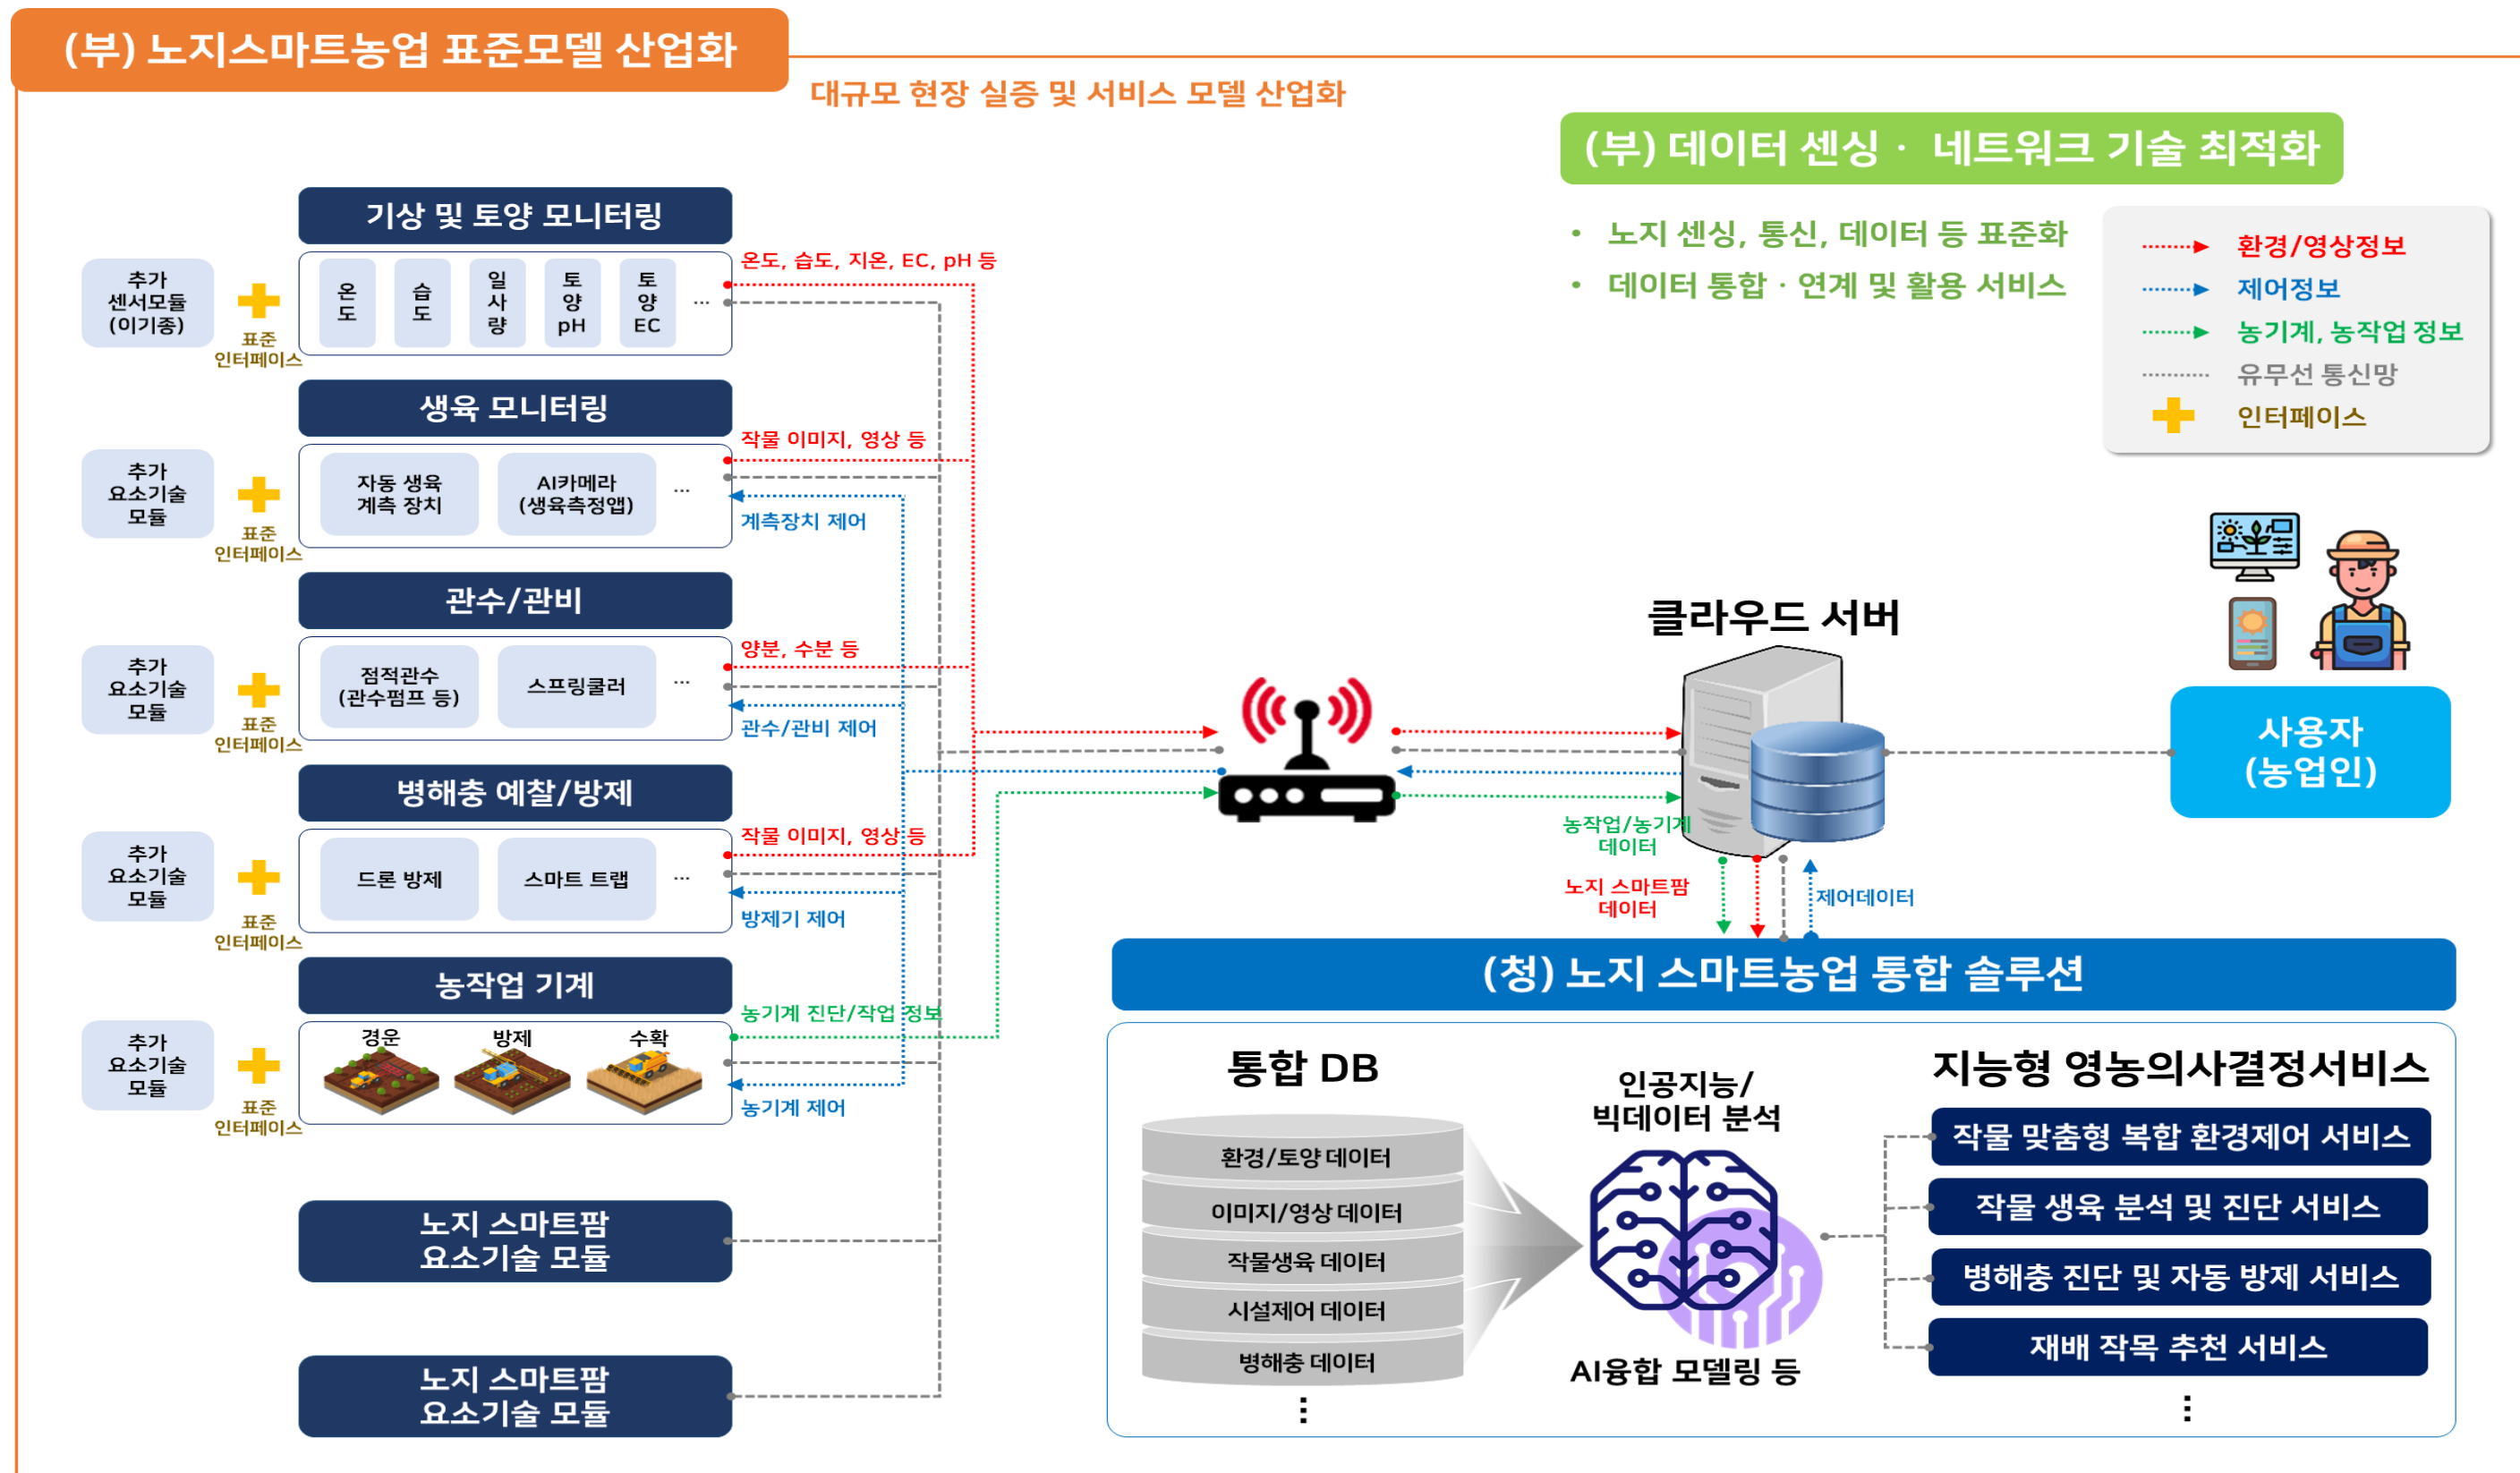 (부) 노지스마트농업 표준모델 산업화
대규모 현장 실증 및 서비스 모델 산업화
(부) 데이터 센싱 · 네트워크 기술 최적화
• 노지 센싱, 통신, 데이터 등 표준화
• 데이터 통합 · 연계 및 활용 서비스
환경/영상정보
제어정보
농기계, 농작업 정보
유무선 통신망
인터페이스
기상 및 토양 모니터링
추가
센서모듈
(이기종)
표준
인터페이스
온
도
습
도
일
사
량
토
양
pH
토
양
EC
...
온도, 습도, 지온, EC, pH 등
생육 모니터링
추가
요소기술
모듈
표준
인터페이스
자동 생육
계측 장치
AI카메라
(생육측정앱)
...
작물 이미지, 영상 등
계측장치 제어
관수/관비
추가
요소기술
모듈
표준
인터페이스
점적관수
(관수펌프 등)
스프링쿨러
...
양분, 수분 등
관수/관비 제어
병해충 예찰/방제
추가
요소기술
모듈
표준
인터페이스
드론 방제
스마트 트랩
...
작물 이미지, 영상 등
방제기 제어
농작업 기계
추가
요소기술
모듈
표준
인터페이스
경운
방제
수확
농기계 진단/작업 정보
농기계 제어
노지 스마트팜
요소기술 모듈
노지 스마트팜
요소기술 모듈
클라우드 서버
사용자
(농업인)
농작업/농기계
데이터
노지 스마트팜
데이터
제어데이터
(청) 노지 스마트농업 통합 솔루션
통합 DB
환경/토양 데이터
이미지/영상 데이터
작물생육 데이터
시설제어 데이터
병해충 데이터
⋮
인공지능/
빅데이터 분석
AI융합 모델링 등
지능형 영농의사결정서비스
작물 맞춤형 복합 환경제어 서비스
작물 생육 분석 및 진단 서비스
병해충 진단 및 자동 방제 서비스
재배 작목 추천 서비스
⋮